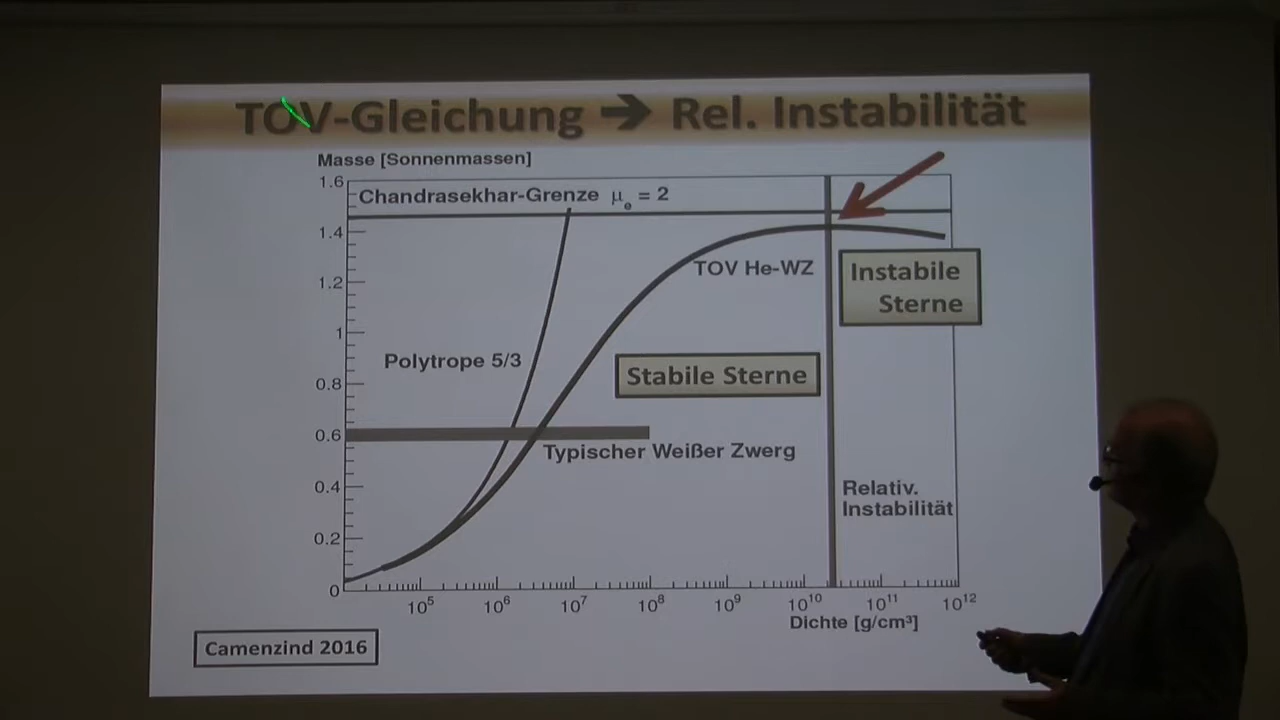 TOV-Gleichung ➔ Rel. Instabilität
Masse [Sonnenmassen]
1.6
Chandrasekhar-Grenze μe = 2
1.4
TOV He-WZ
Instabile
Sterne
1.2
1
Polytrope 5/3
Stabile Sterne
0.8
0.6
Typischer Weißer Zwerg
0.4
Relativ.
Instabilität
0.2
0
10⁵ 10⁶ 10⁷ 10⁸ 10⁹ 10¹⁰ 10¹¹ 10¹²
Dichte [g/cm³]
Camenzind 2016